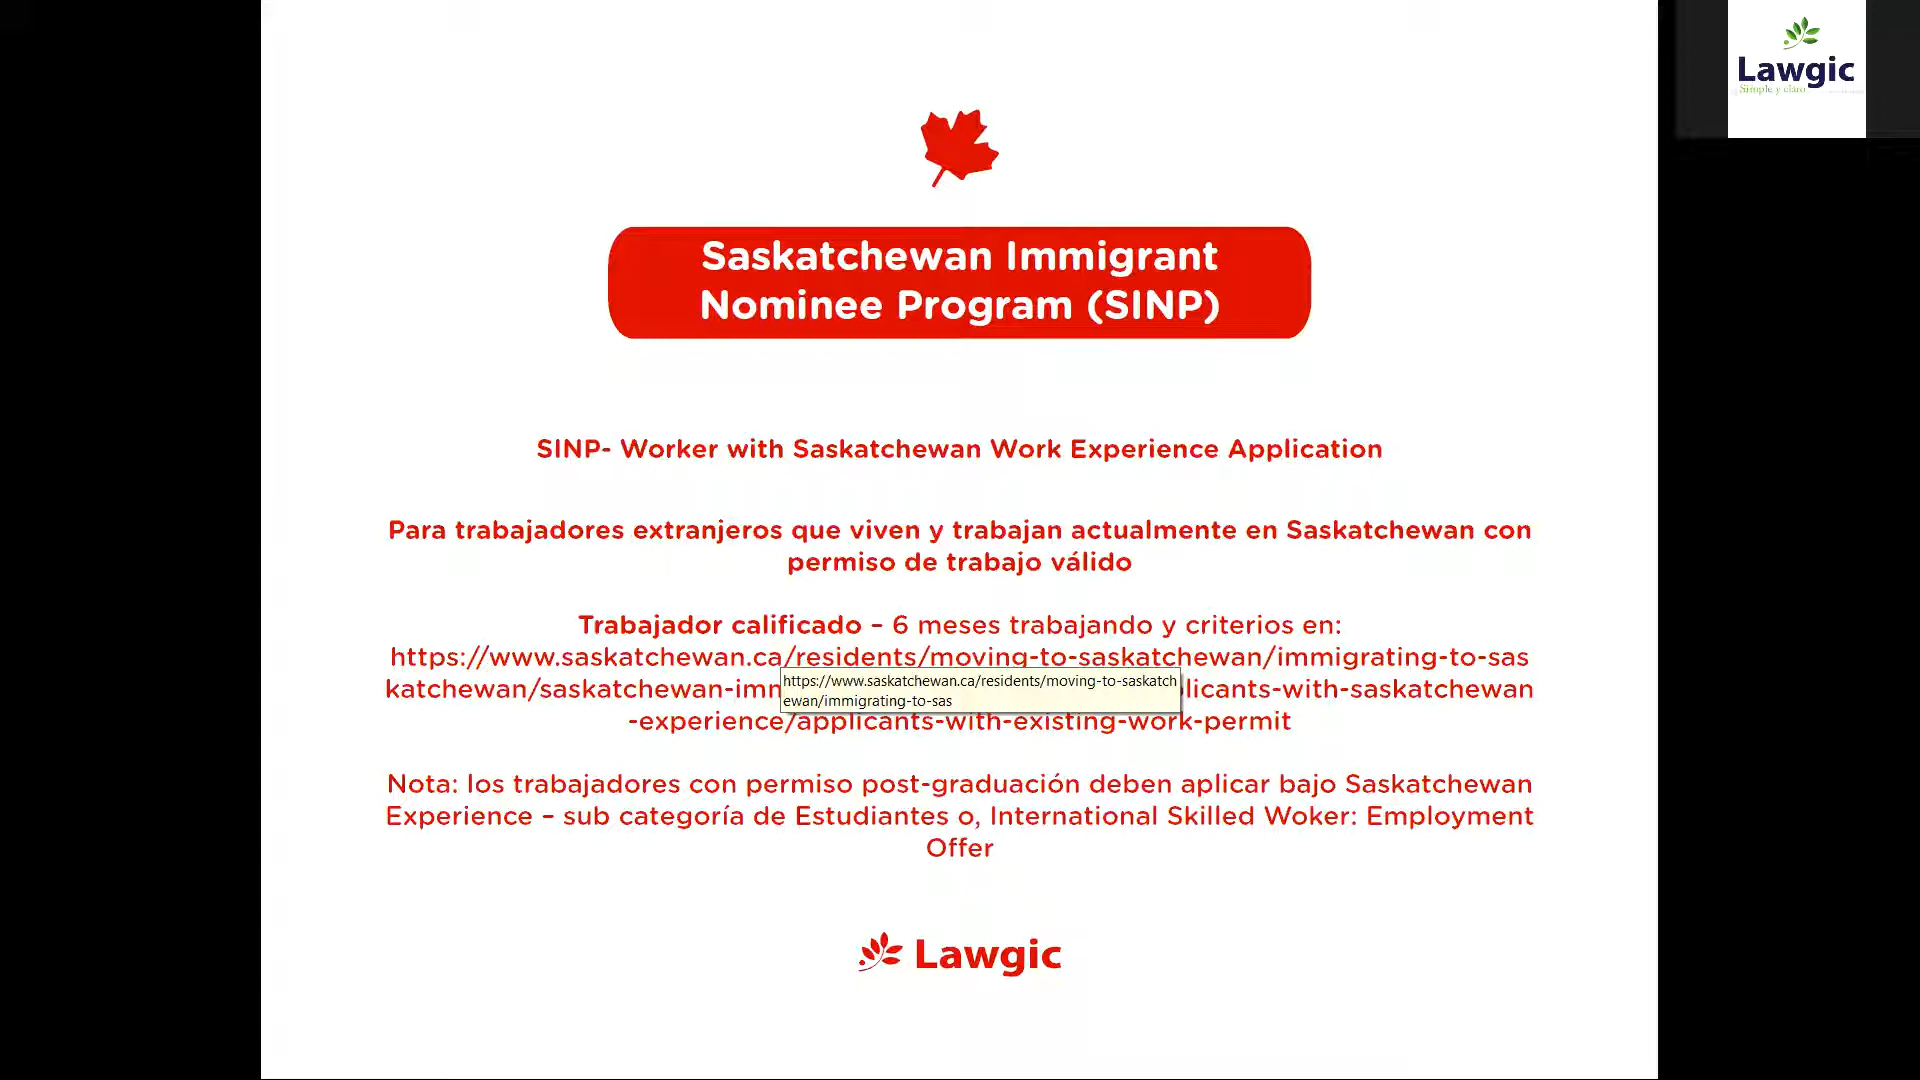 Lawgic
Simple y claro
Saskatchewan Immigrant
Nominee Program (SINP)
SINP- Worker with Saskatchewan Work Experience Application
Para trabajadores extranjeros que viven y trabajan actualmente en Saskatchewan con
permiso de trabajo válido
Trabajador calificado – 6 meses trabajando y criterios en:
https://www.saskatchewan.ca/residents/moving-to-saskatchewan/immigrating-to-sas
katchewan/saskatchewan-imm
licants-with-saskatchewan
https://www.saskatchewan.ca/residents/moving-to-saskatch
ewan/immigrating-to-sas
-experience/applicants-with-existing-work-permit
Nota: los trabajadores con permiso post-graduación deben aplicar bajo Saskatchewan
Experience – sub categoría de Estudiantes o, International Skilled Woker: Employment
Offer
Lawgic